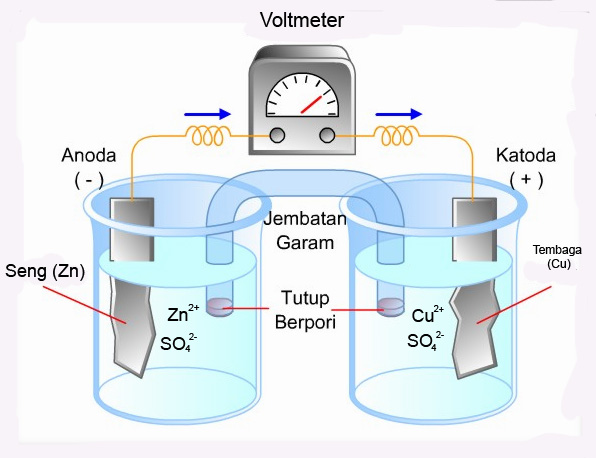 Voltmeter
Anoda
( - )
Katoda
( + )
Jembatan
Garam
Seng (Zn)
Tembaga
(Cu)
Tutup
Berpori
Zn²⁺
SO₄²⁻
Cu²⁺
SO₄²⁻